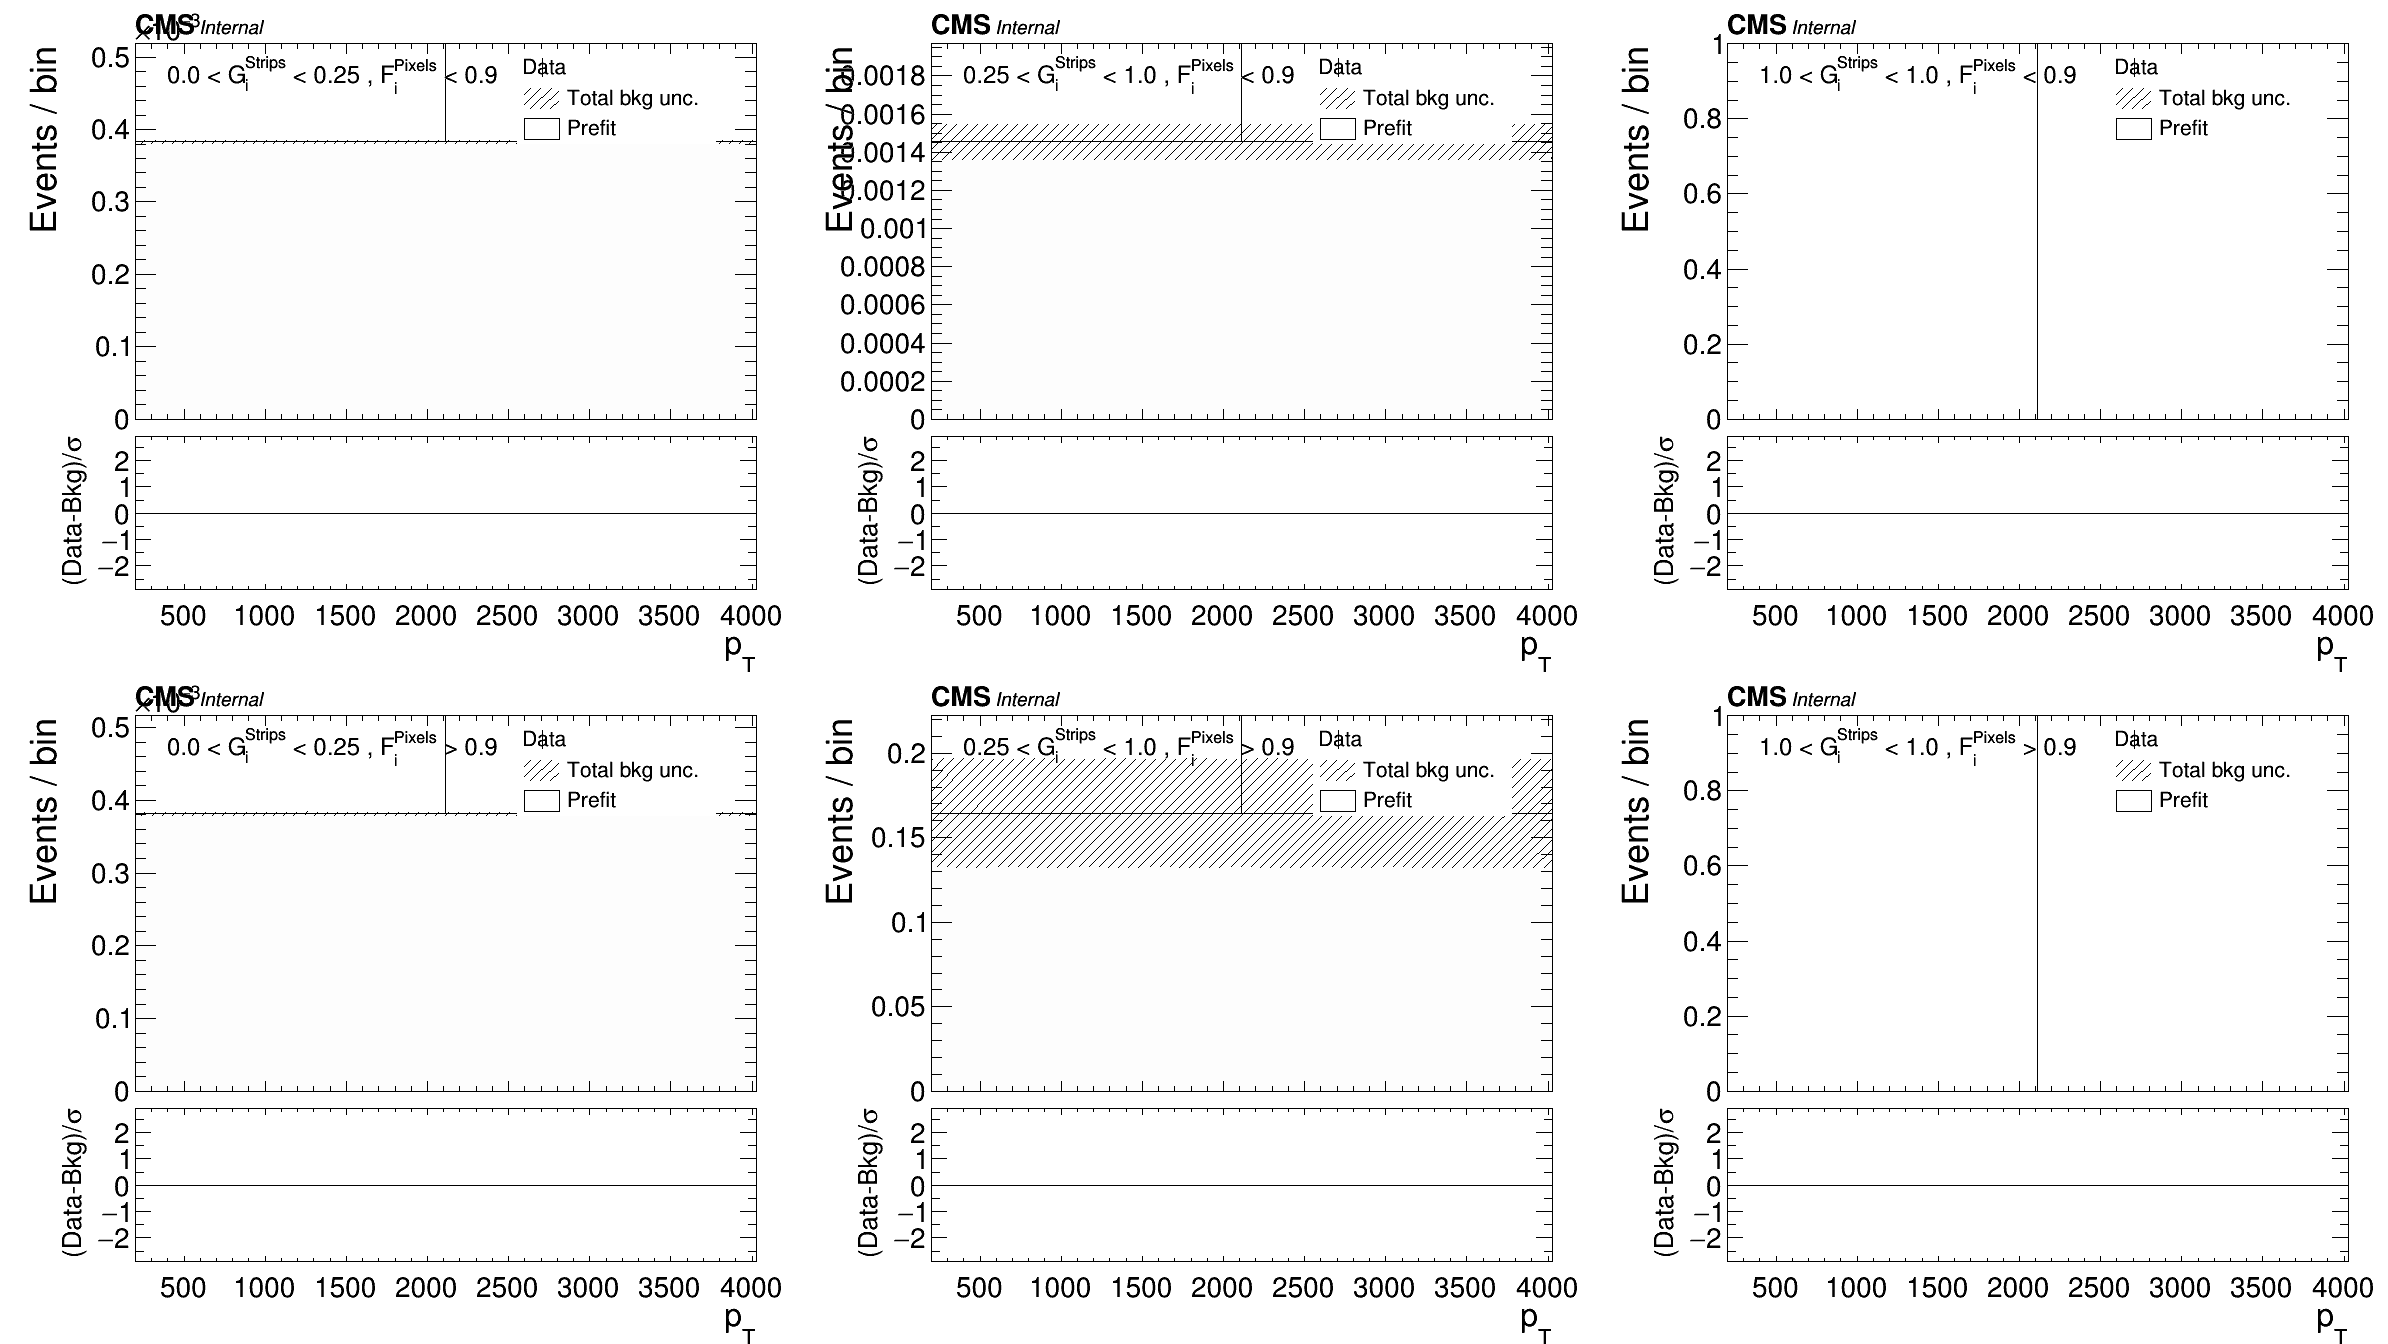 CMS Internal
×10⁻³
Events / bin
0.0 < G_i^Strips < 0.25 , F_i^Pixels < 0.9
Data
Total bkg unc.
Prefit
0.5
0.4
0.3
0.2
0.1
0
(Data-Bkg)/σ
2
1
0
−1
−2
500 1000 1500 2000 2500 3000 3500 4000
p_T
CMS Internal
Events / bin
0.25 < G_i^Strips < 1.0 , F_i^Pixels < 0.9
Data
Total bkg unc.
Prefit
0.0018
0.0016
0.0014
0.0012
0.001
0.0008
0.0006
0.0004
0.0002
0
(Data-Bkg)/σ
2
1
0
−1
−2
500 1000 1500 2000 2500 3000 3500 4000
p_T
CMS Internal
Events / bin
1.0 < G_i^Strips < 1.0 , F_i^Pixels < 0.9
Data
Total bkg unc.
Prefit
1
0.8
0.6
0.4
0.2
0
(Data-Bkg)/σ
2
1
0
−1
−2
500 1000 1500 2000 2500 3000 3500 4000
p_T
CMS Internal
×10⁻³
Events / bin
0.0 < G_i^Strips < 0.25 , F_i^Pixels > 0.9
Data
Total bkg unc.
Prefit
0.5
0.4
0.3
0.2
0.1
0
(Data-Bkg)/σ
2
1
0
−1
−2
500 1000 1500 2000 2500 3000 3500 4000
p_T
CMS Internal
Events / bin
0.25 < G_i^Strips < 1.0 , F_i^Pixels > 0.9
Data
Total bkg unc.
Prefit
0.2
0.15
0.1
0.05
0
(Data-Bkg)/σ
2
1
0
−1
−2
500 1000 1500 2000 2500 3000 3500 4000
p_T
CMS Internal
Events / bin
1.0 < G_i^Strips < 1.0 , F_i^Pixels > 0.9
Data
Total bkg unc.
Prefit
1
0.8
0.6
0.4
0.2
0
(Data-Bkg)/σ
2
1
0
−1
−2
500 1000 1500 2000 2500 3000 3500 4000
p_T